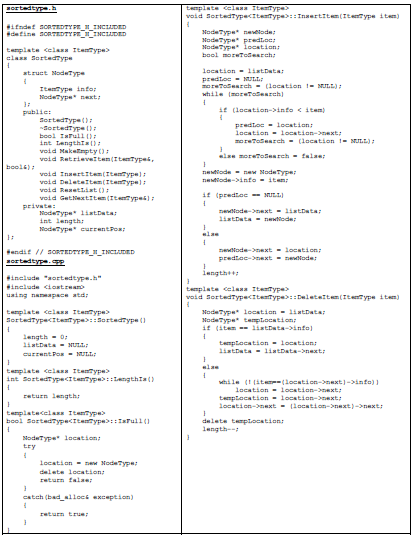 sortedtype.h
#ifndef SORTEDTYPE_H_INCLUDED
#define SORTEDTYPE_H_INCLUDED
template <class ItemType>
class SortedType
{
struct NodeType
{
ItemType info;
NodeType* next;
};
public:
SortedType();
~SortedType();
bool IsFull();
int LengthIs();
void MakeEmpty();
void RetrieveItem(ItemType&,
bool&);
void InsertItem(ItemType);
void DeleteItem(ItemType);
void ResetList();
void GetNextItem(ItemType&);
private:
NodeType* listData;
int length;
NodeType* currentPos;
};
#endif // SORTEDTYPE_H_INCLUDED
sortedtype.cpp
#include "sortedtype.h"
#include <iostream>
using namespace std;
template <class ItemType>
SortedType<ItemType>::SortedType()
{
length = 0;
listData = NULL;
currentPos = NULL;
}
template <class ItemType>
int SortedType<ItemType>::LengthIs()
{
return length;
}
template<class ItemType>
bool SortedType<ItemType>::IsFull()
{
NodeType* location;
try
{
location = new NodeType;
delete location;
return false;
}
catch(bad_alloc& exception)
{
return true;
}
}
template <class ItemType>
void SortedType<ItemType>::InsertItem(ItemType item)
{
NodeType* newNode;
NodeType* predLoc;
NodeType* location;
bool moreToSearch;
location = listData;
predLoc = NULL;
moreToSearch = (location != NULL);
while (moreToSearch)
{
if (location->info < item)
{
predLoc = location;
location = location->next;
moreToSearch = (location != NULL);
}
else moreToSearch = false;
}
newNode = new NodeType;
newNode->info = item;
if (predLoc == NULL)
{
newNode->next = listData;
listData = newNode;
}
else
{
newNode->next = location;
predLoc->next = newNode;
}
length++;
}
template <class ItemType>
void SortedType<ItemType>::DeleteItem(ItemType item)
{
NodeType* location = listData;
NodeType* tempLocation;
if (item == listData->info)
{
tempLocation = location;
listData = listData->next;
}
else
{
while (!(item==(location->next)->info))
location = location->next;
tempLocation = location->next;
location->next = (location->next)->next;
}
delete tempLocation;
length--;
}